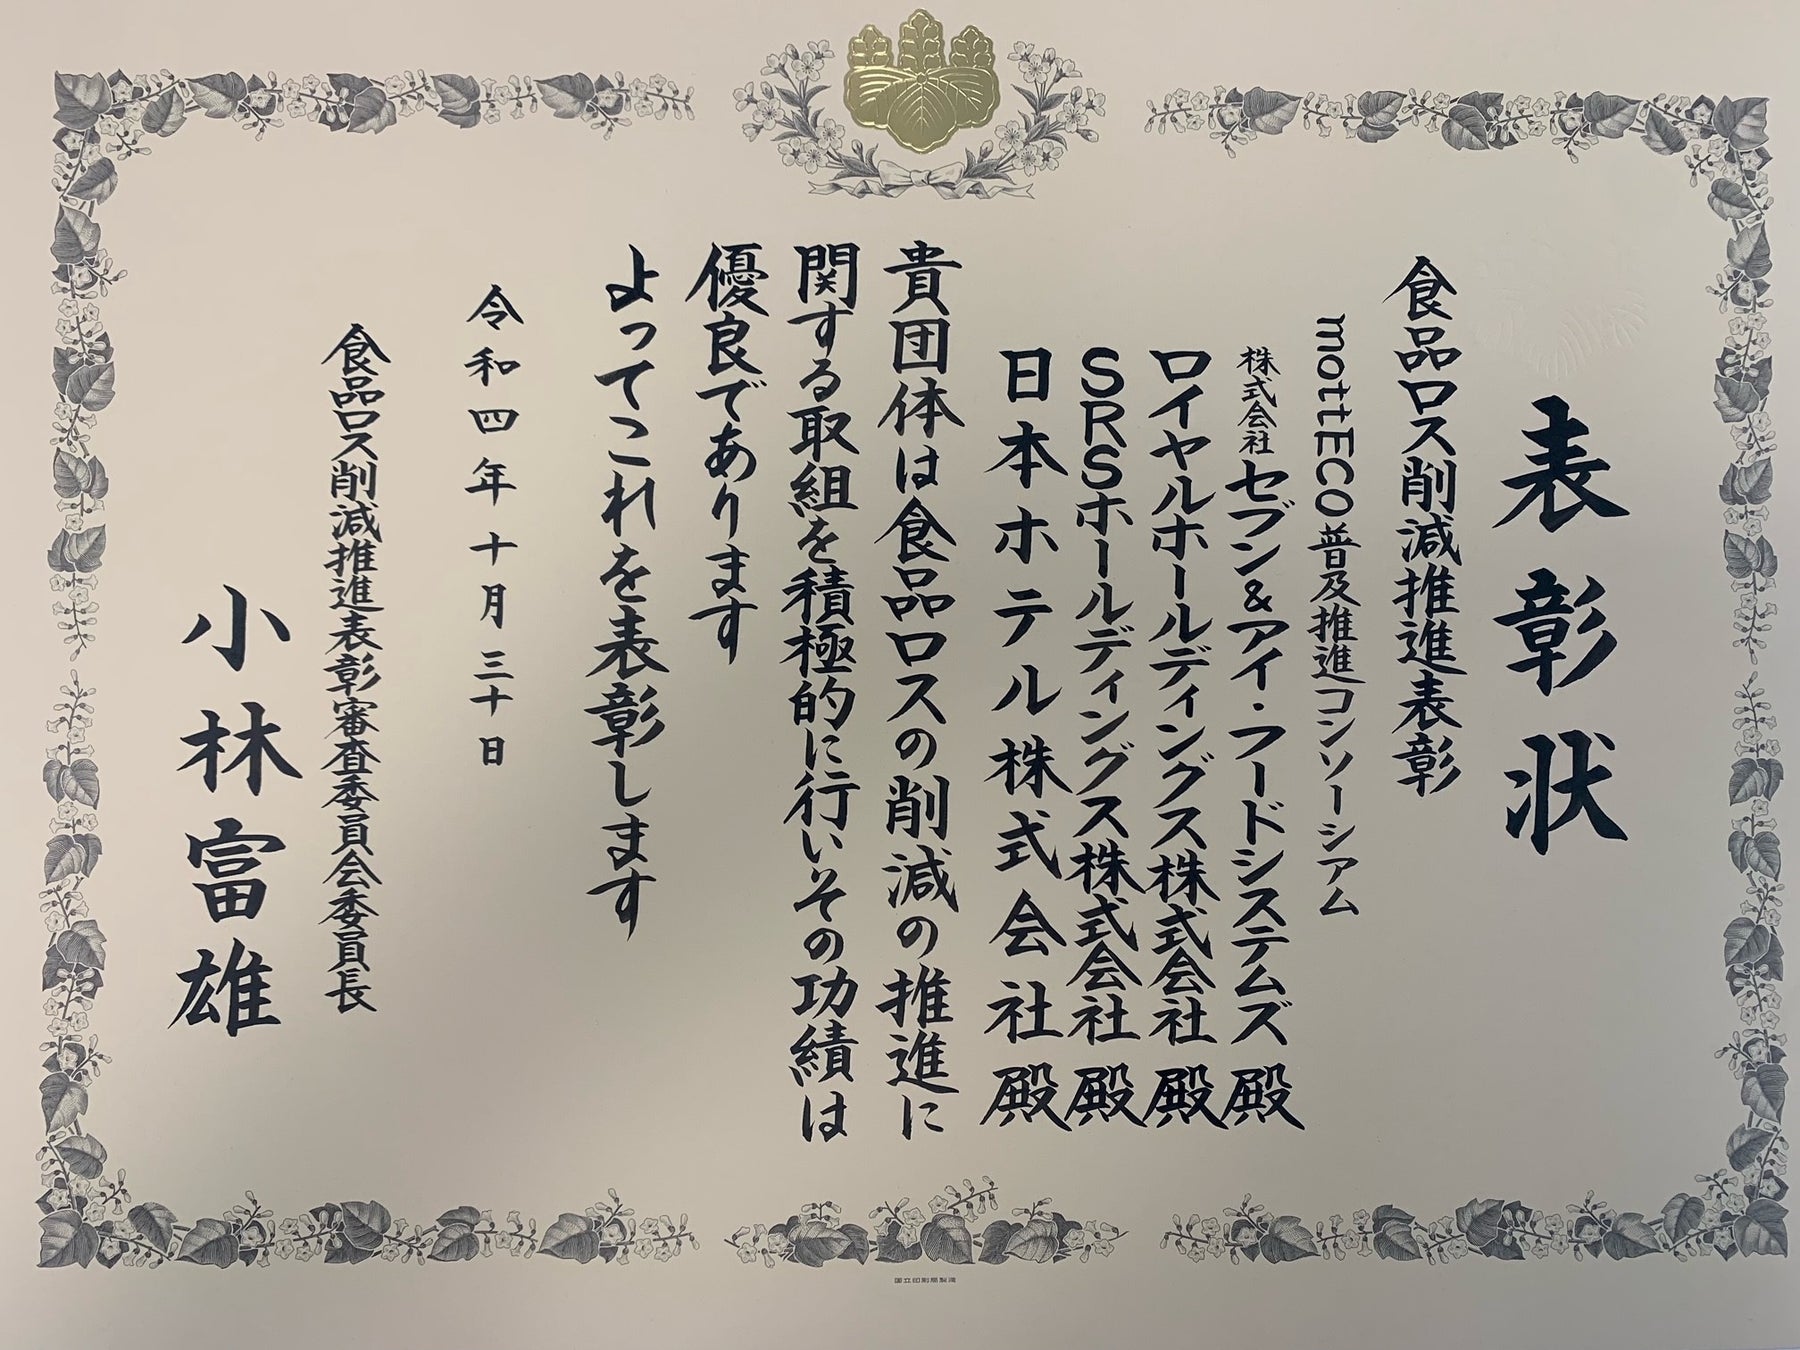 表彰状
食品ロス削減推進表彰
mottECO普及推進コンソーシアム
株式会社セブン&アイ・フードシステムズ 殿
ロイヤルホールディングス株式会社 殿
SRSホールディングス株式会社 殿
日本ホテル株式会社 殿
貴団体は食品ロスの削減の推進に
関する取組を積極的に行いその功績は
優良であります
よってこれを表彰します
令和四年十月三十日
食品ロス削減推進表彰審査委員会委員長
小林富雄
国立印刷局製造